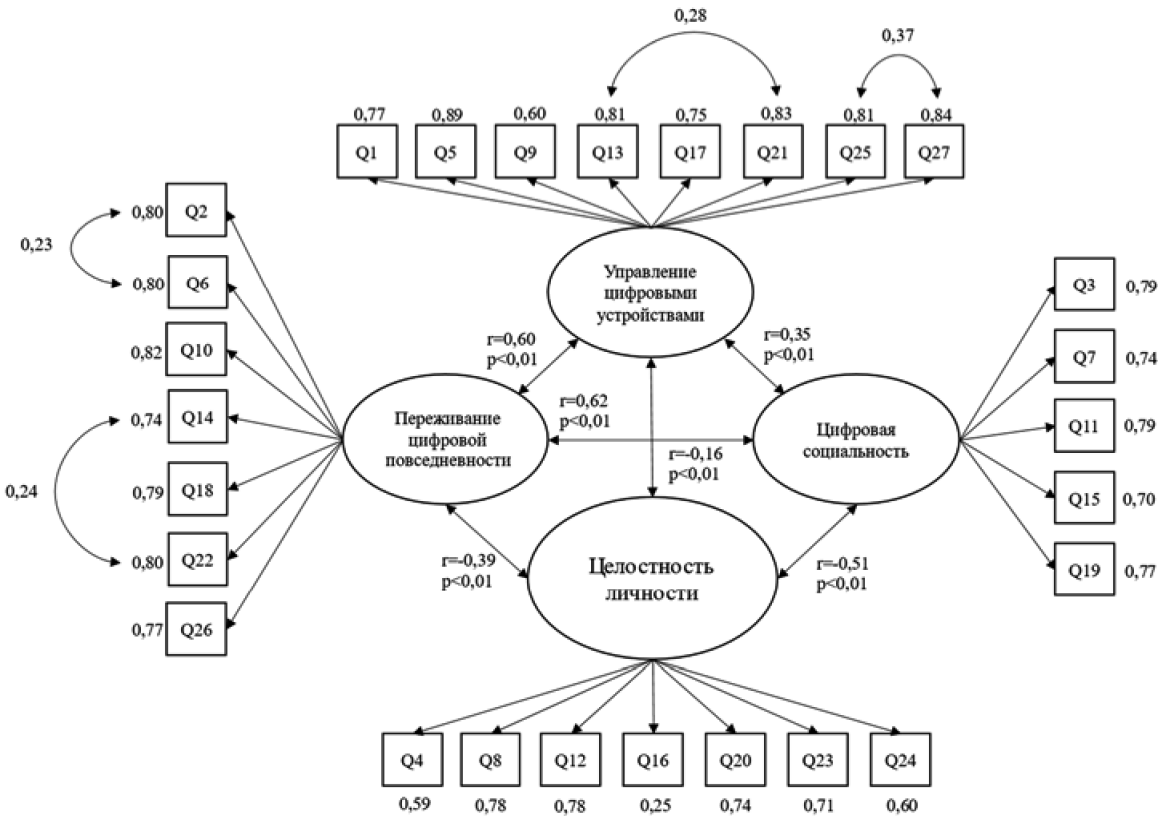 0,28
0,37
0,77 0,89 0,60 0,81 0,75 0,83 0,81 0,84
Q1 Q5 Q9 Q13 Q17 Q21 Q25 Q27
0,80 Q2
0,23
0,80 Q6
0,82 Q10
0,74 Q14
0,24
0,79 Q18
0,80 Q22
0,77 Q26
Управление
цифровыми
устройствами
r=0,60
p<0,01
r=0,35
p<0,01
Переживание
цифровой
повседневности
r=0,62
p<0,01
r=-0,16
p<0,01
Цифровая
социальность
Q3 0,79
Q7 0,74
Q11 0,79
Q15 0,70
Q19 0,77
r=-0,39
p<0,01
Целостность
личности
r=-0,51
p<0,01
Q4 Q8 Q12 Q16 Q20 Q23 Q24
0,59 0,78 0,78 0,25 0,74 0,71 0,60